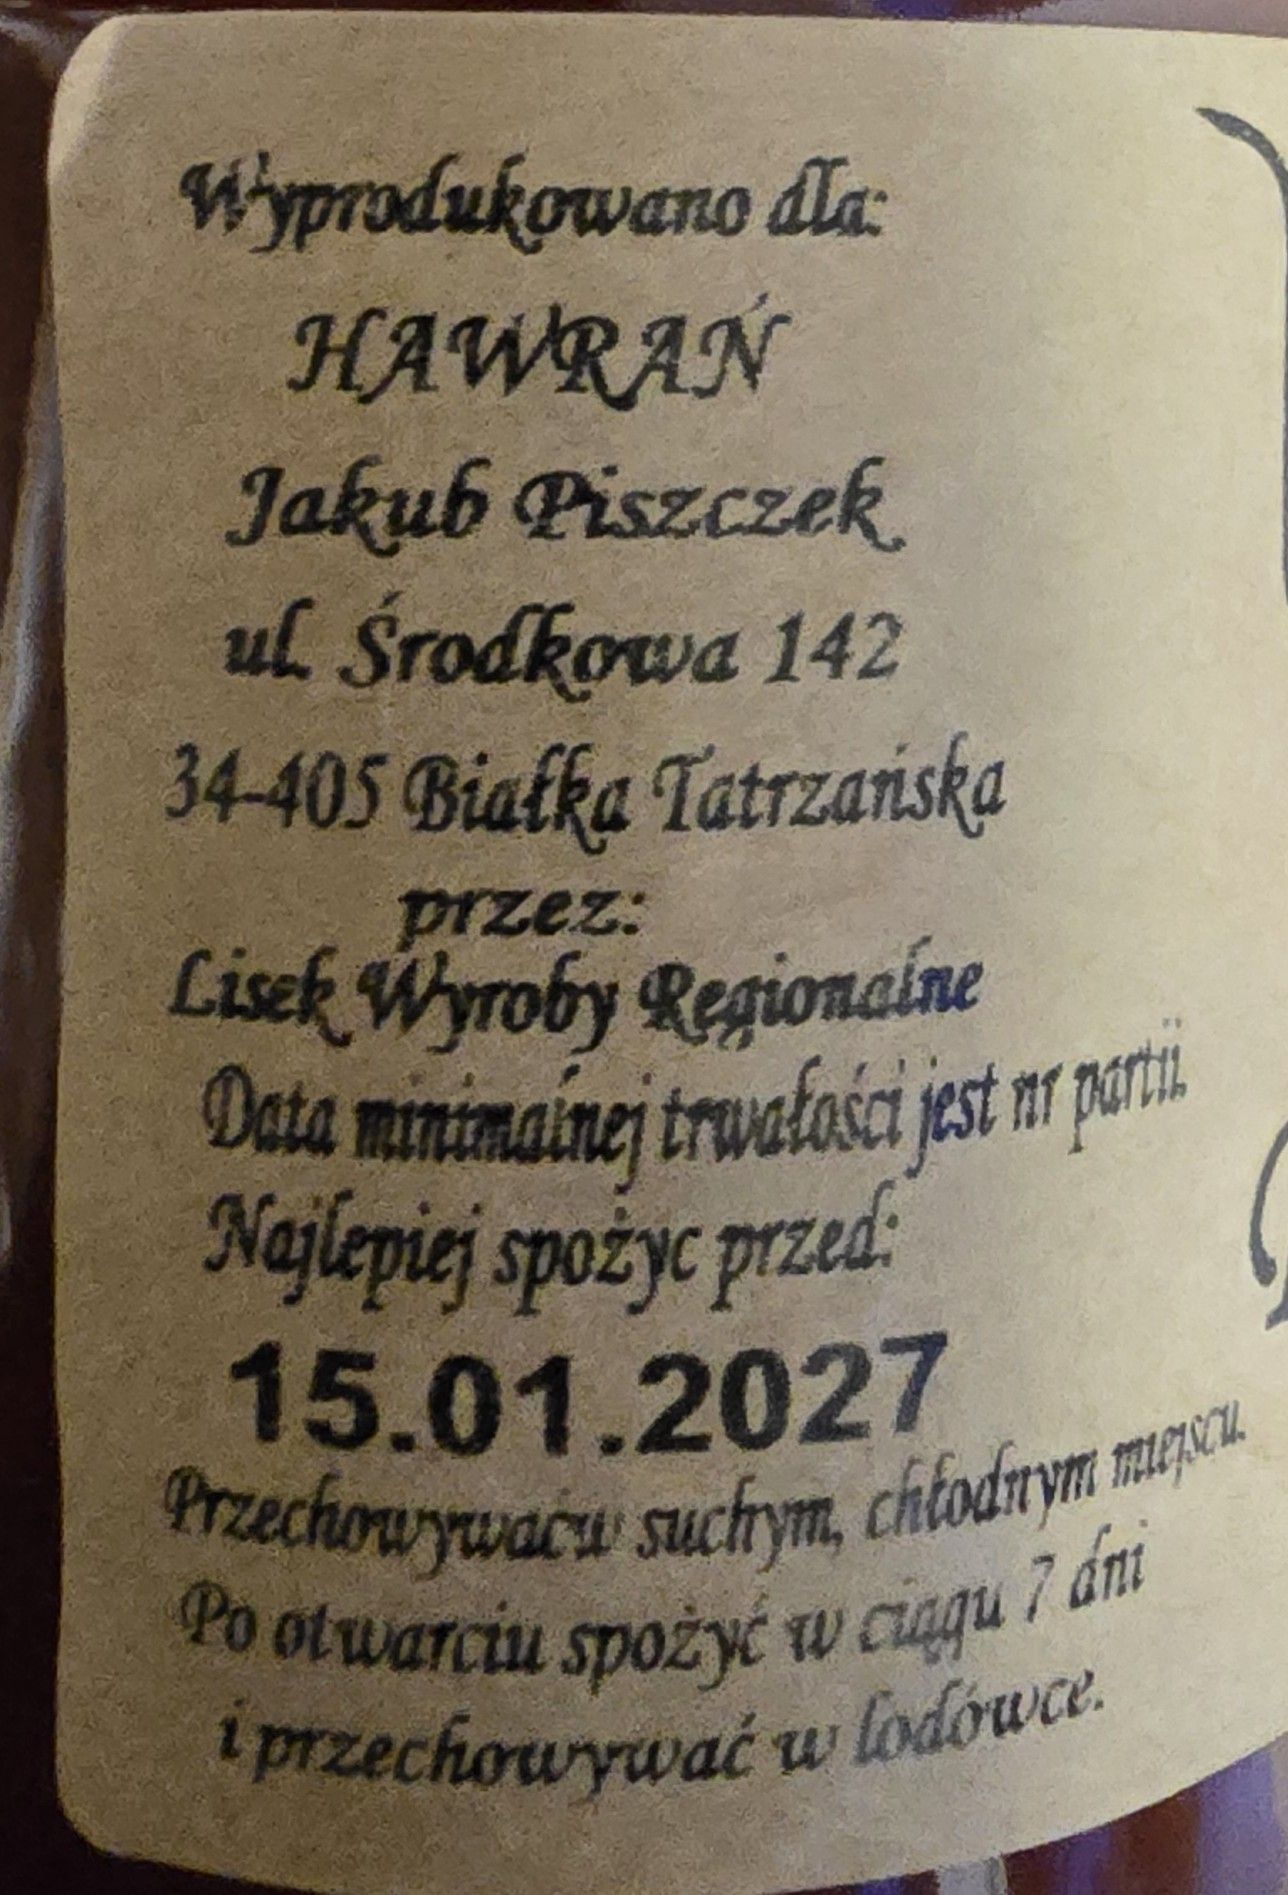 Wyprodukowano dla:
HAWRAŃ
Jakub Piszczek
ul. Środkowa 142
34-405 Białka Tatrzańska
przez:
Lisek Wyroby Regionalne
Data minimalnej trwałości jest nr partii.
Najlepiej spożyc przed:
15.01.2027
Przechowywaćw suchym, chłodnym miejscu.
Po otwarciu spożyć w ciągu 7 dni
i przechowywać w lodówce.